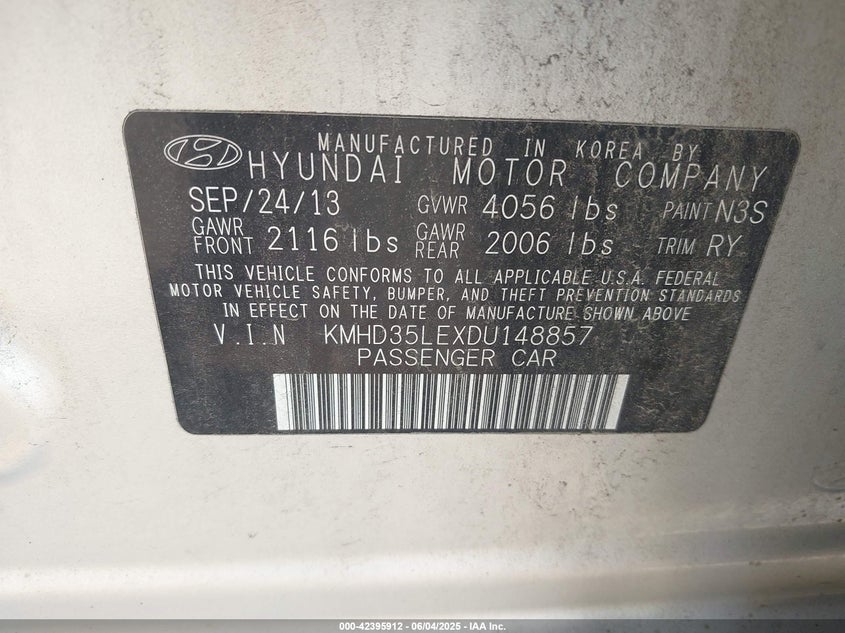 MANUFACTURED IN KOREA BY
HYUNDAI MOTOR COMPANY
SEP/24/13 GVWR 4056 lbs PAINT N3S
GAWR FRONT 2116 lbs GAWR REAR 2006 lbs TRIM RY
THIS VEHICLE CONFORMS TO ALL APPLICABLE U.S.A. FEDERAL
MOTOR VEHICLE SAFETY, BUMPER, AND THEFT PREVENTION STANDARDS
IN EFFECT ON THE DATE OF MANUFACTURE SHOWN ABOVE
V.I.N KMHD35LEXDU148857
PASSENGER CAR
000-42395912 - 06/04/2025 - IAA Inc.